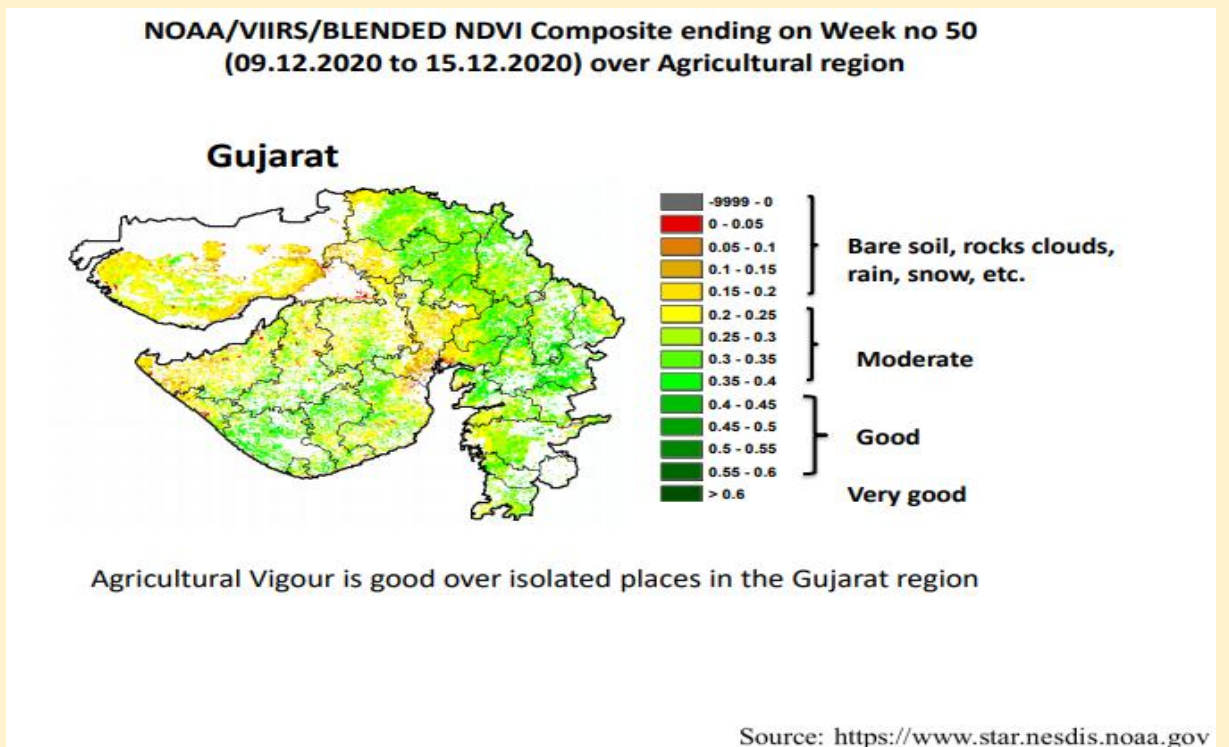 NOAA/VIIRS/BLENDED NDVI Composite ending on Week no 50
(09.12.2020 to 15.12.2020) over Agricultural region
Gujarat
-9999 - 0
0 - 0.05
0.05 - 0.1
0.1 - 0.15
0.15 - 0.2
0.2 - 0.25
0.25 - 0.3
0.3 - 0.35
0.35 - 0.4
0.4 - 0.45
0.45 - 0.5
0.5 - 0.55
0.55 - 0.6
> 0.6
Bare soil, rocks clouds,
rain, snow, etc.
Moderate
Good
Very good
Agricultural Vigour is good over isolated places in the Gujarat region
Source: https://www.star.nesdis.noaa.gov